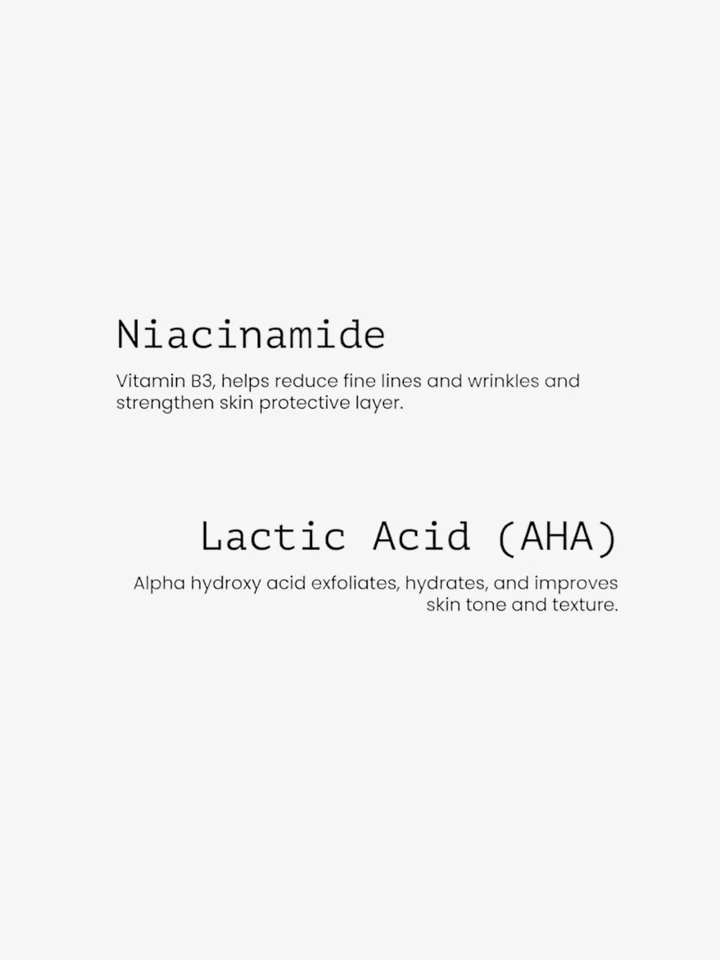 Niacinamide
Vitamin B3, helps reduce fine lines and wrinkles and
strengthen skin protective layer.
Lactic Acid (AHA)
Alpha hydroxy acid exfoliates, hydrates, and improves
skin tone and texture.